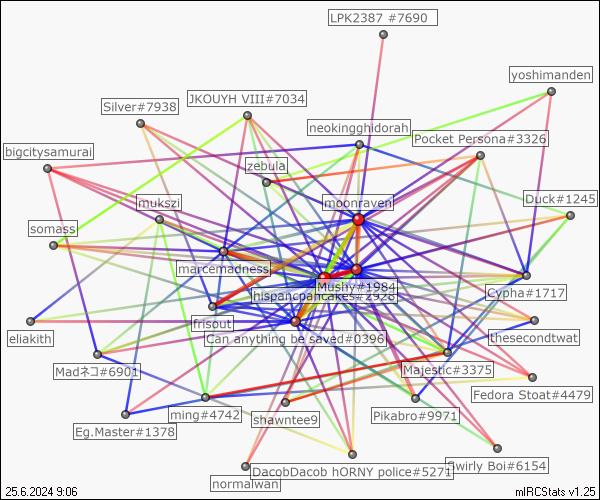 LPK2387 #7690
yoshimanden
JKOUYH VIII#7034
Silver#7938
neokingghidorah
Pocket Persona#3326
bigcitysamurai
zebula
mukszi
moonraven
Duck#1245
somass
marcemadness
Mushy#1984
hispancpancakes#2928
Cypha#1717
frisout
eliakith
Can anything be saved#0396
thesecondtwat
Madネコ#6901
Majestic#3375
Fedora Stoat#4479
ming#4742
shawntee9
Pikabro#9971
Eg.Master#1378
DacobDacob hORNY police#5271
Swirly Boi#6154
normalwan
25.6.2024 9:06
mIRCStats v1.25